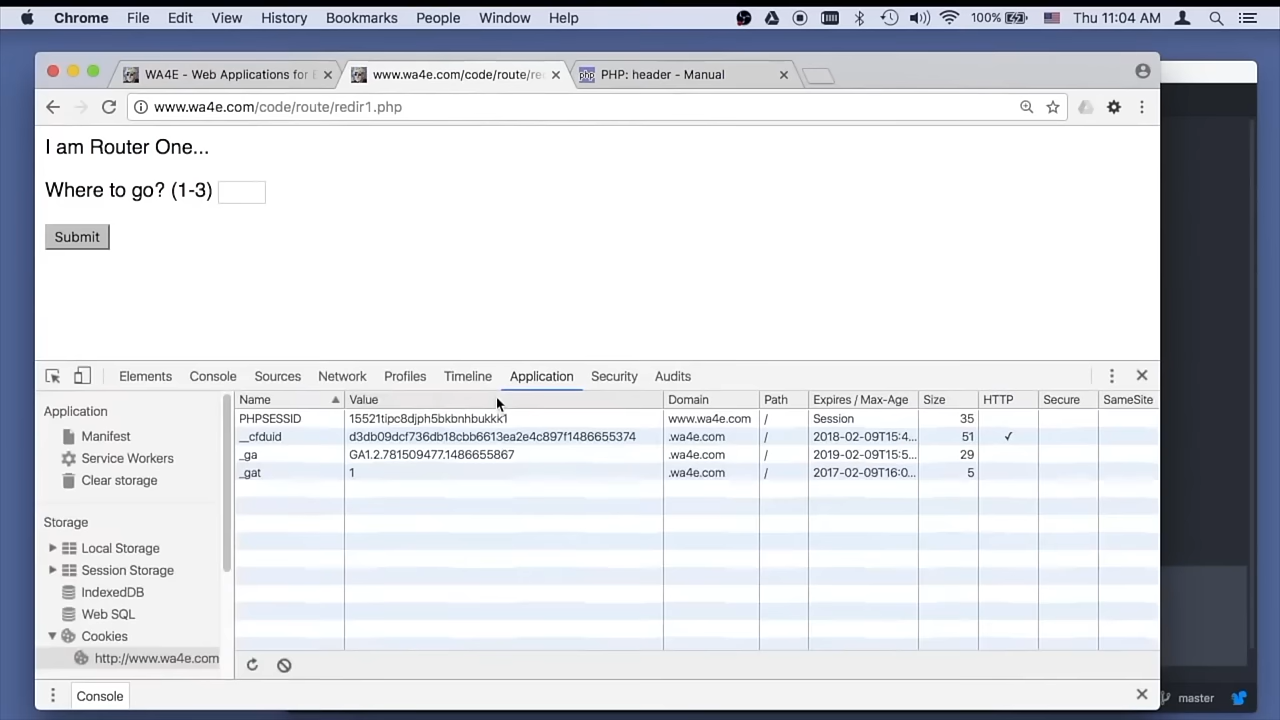 Chrome File Edit View History Bookmarks People Window Help 100% Thu 11:04 AM
WA4E - Web Applications for E www.wa4e.com/code/route/re PHP: header - Manual
www.wa4e.com/code/route/redir1.php
I am Router One...
Where to go? (1-3)
Submit
Elements Console Sources Network Profiles Timeline Application Security Audits
Name Value Domain Path Expires / Max-Age Size HTTP Secure SameSite
Application
PHPSESSID 15521tipc8djph5bkbnhbukkk1 www.wa4e.com / Session 35
Manifest
__cfduid d3db09dcf736db18cbb6613ea2e4c897f1486655374 .wa4e.com / 2018-02-09T15:4... 51 ✓
Service Workers
_ga GA1.2.781509477.1486655867 .wa4e.com / 2019-02-09T15:5... 29
Clear storage
_gat 1 .wa4e.com / 2017-02-09T16:0... 5
Storage
Local Storage
Session Storage
IndexedDB
Web SQL
Cookies
http://www.wa4e.com
Console
master